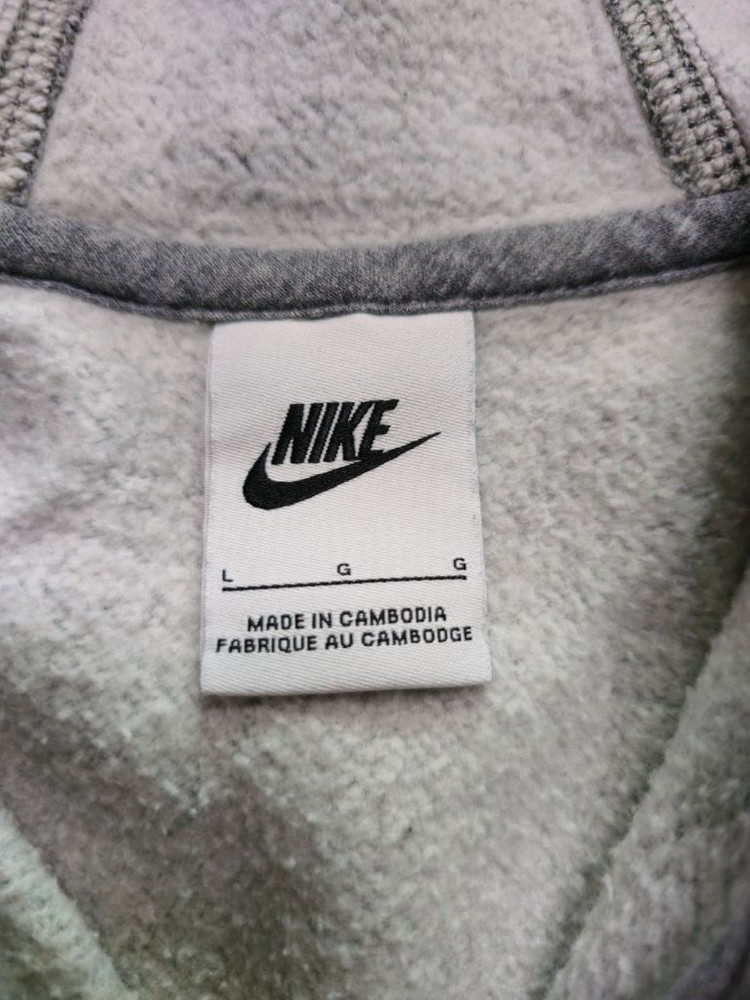 NIKE
L G G
MADE IN CAMBODIA
FABRIQUE AU CAMBODGE